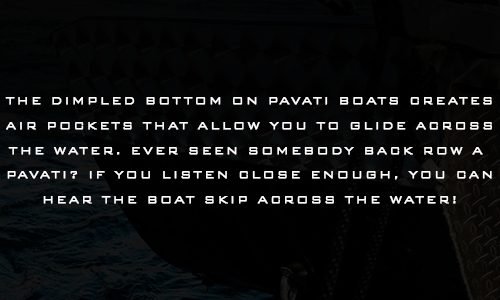 THE DIMPLED BOTTOM ON PAVATI BOATS CREATES
AIR POCKETS THAT ALLOW YOU TO GLIDE ACROSS
THE WATER. EVER SEEN SOMEBODY BACK ROW A
PAVATI? IF YOU LISTEN CLOSE ENOUGH, YOU CAN
HEAR THE BOAT SKIP ACROSS THE WATER!